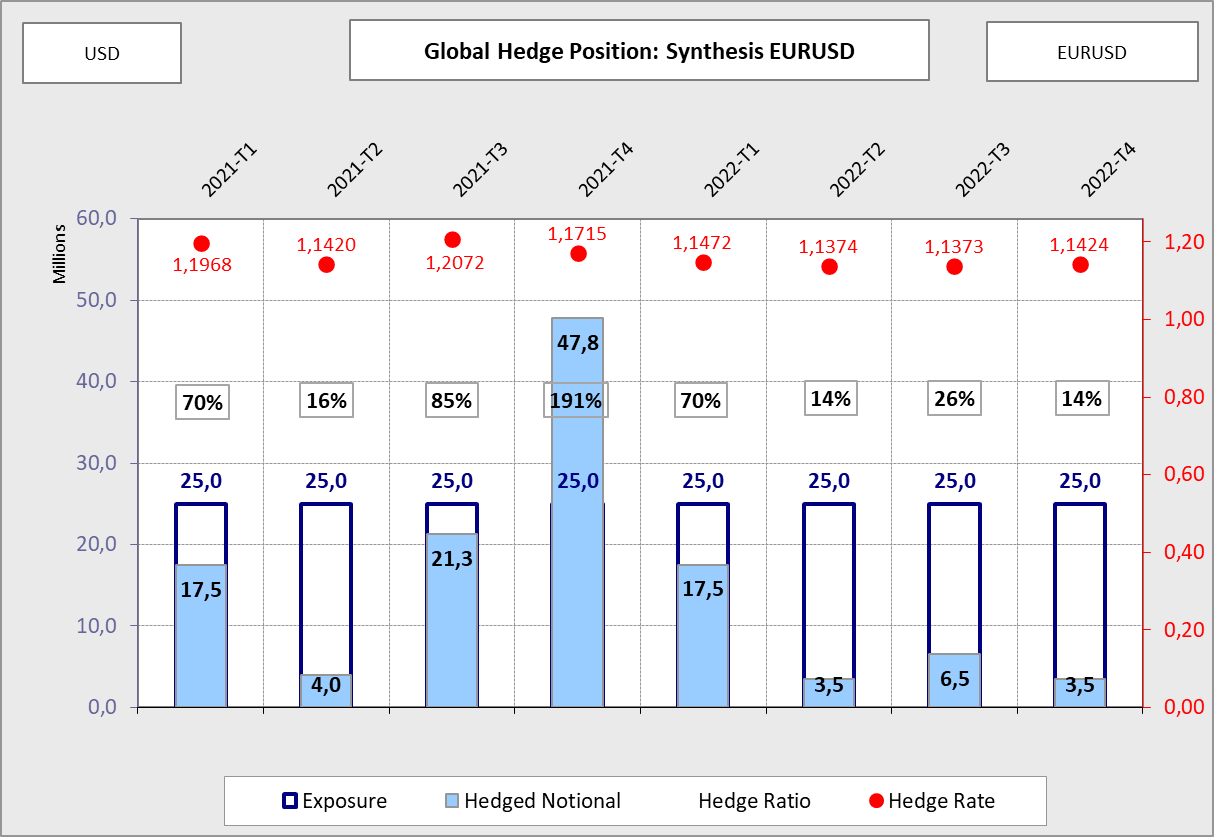 USD
Global Hedge Position: Synthesis EURUSD
EURUSD
2021-T1 2021-T2 2021-T3 2021-T4 2022-T1 2022-T2 2022-T3 2022-T4
Millions
60,0
50,0
40,0
30,0
20,0
10,0
0,0
1,1968 1,1420 1,2072 1,1715 1,1472 1,1374 1,1373 1,1424
47,8
70% 16% 85% 191% 70% 14% 26% 14%
25,0 25,0 25,0 25,0 25,0 25,0 25,0 25,0
17,5 4,0 21,3 17,5 3,5 6,5 3,5
1,20
1,00
0,80
0,60
0,40
0,20
0,00
Exposure Hedged Notional Hedge Ratio Hedge Rate